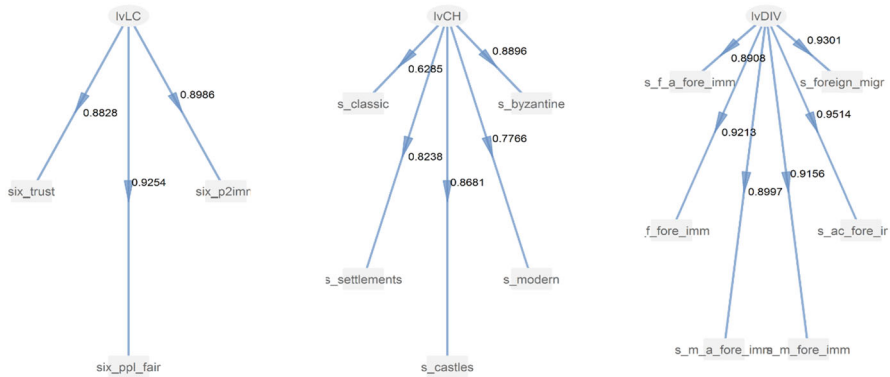 lvLC
0.8828
0.8986
0.9254
six_trust
six_p2imr
six_ppl_fair
lvCH
0.6285
0.8896
s_classic
s_byzantine
0.8238
0.7766
0.8681
s_settlements
s_modern
s_castles
lvDIV
0.8908
0.9301
s_f_a_fore_imm
s_foreign_migr
0.9213
0.9514
0.8997
0.9156
f_fore_imm
s_ac_fore_ir
s_m_a_fore_imm
s_m_fore_imm